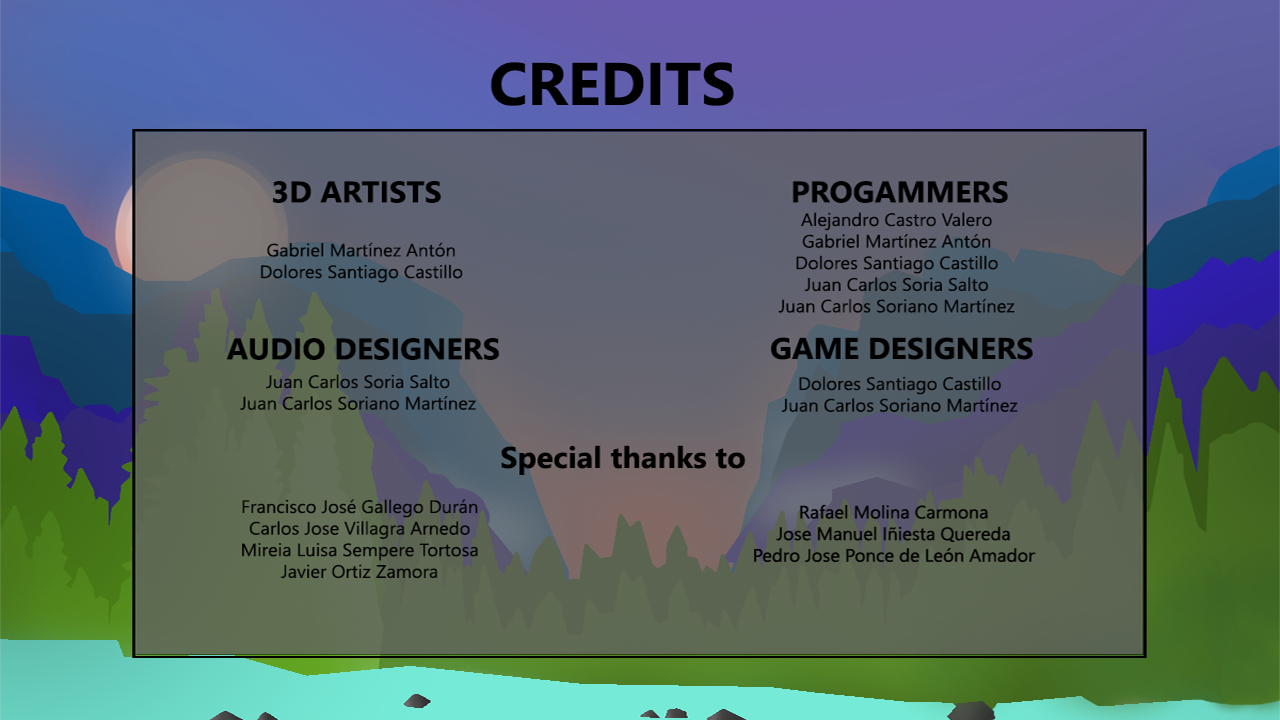 CREDITS
3D ARTISTS
Gabriel Martínez Antón
Dolores Santiago Castillo
PROGAMMERS
Alejandro Castro Valero
Gabriel Martínez Antón
Dolores Santiago Castillo
Juan Carlos Soria Salto
Juan Carlos Soriano Martínez
AUDIO DESIGNERS
Juan Carlos Soria Salto
Juan Carlos Soriano Martínez
GAME DESIGNERS
Dolores Santiago Castillo
Juan Carlos Soriano Martínez
Special thanks to
Francisco José Gallego Durán
Carlos Jose Villagra Arnedo
Mireia Luisa Sempere Tortosa
Javier Ortiz Zamora
Rafael Molina Carmona
Jose Manuel Iñiesta Quereda
Pedro Jose Ponce de León Amador